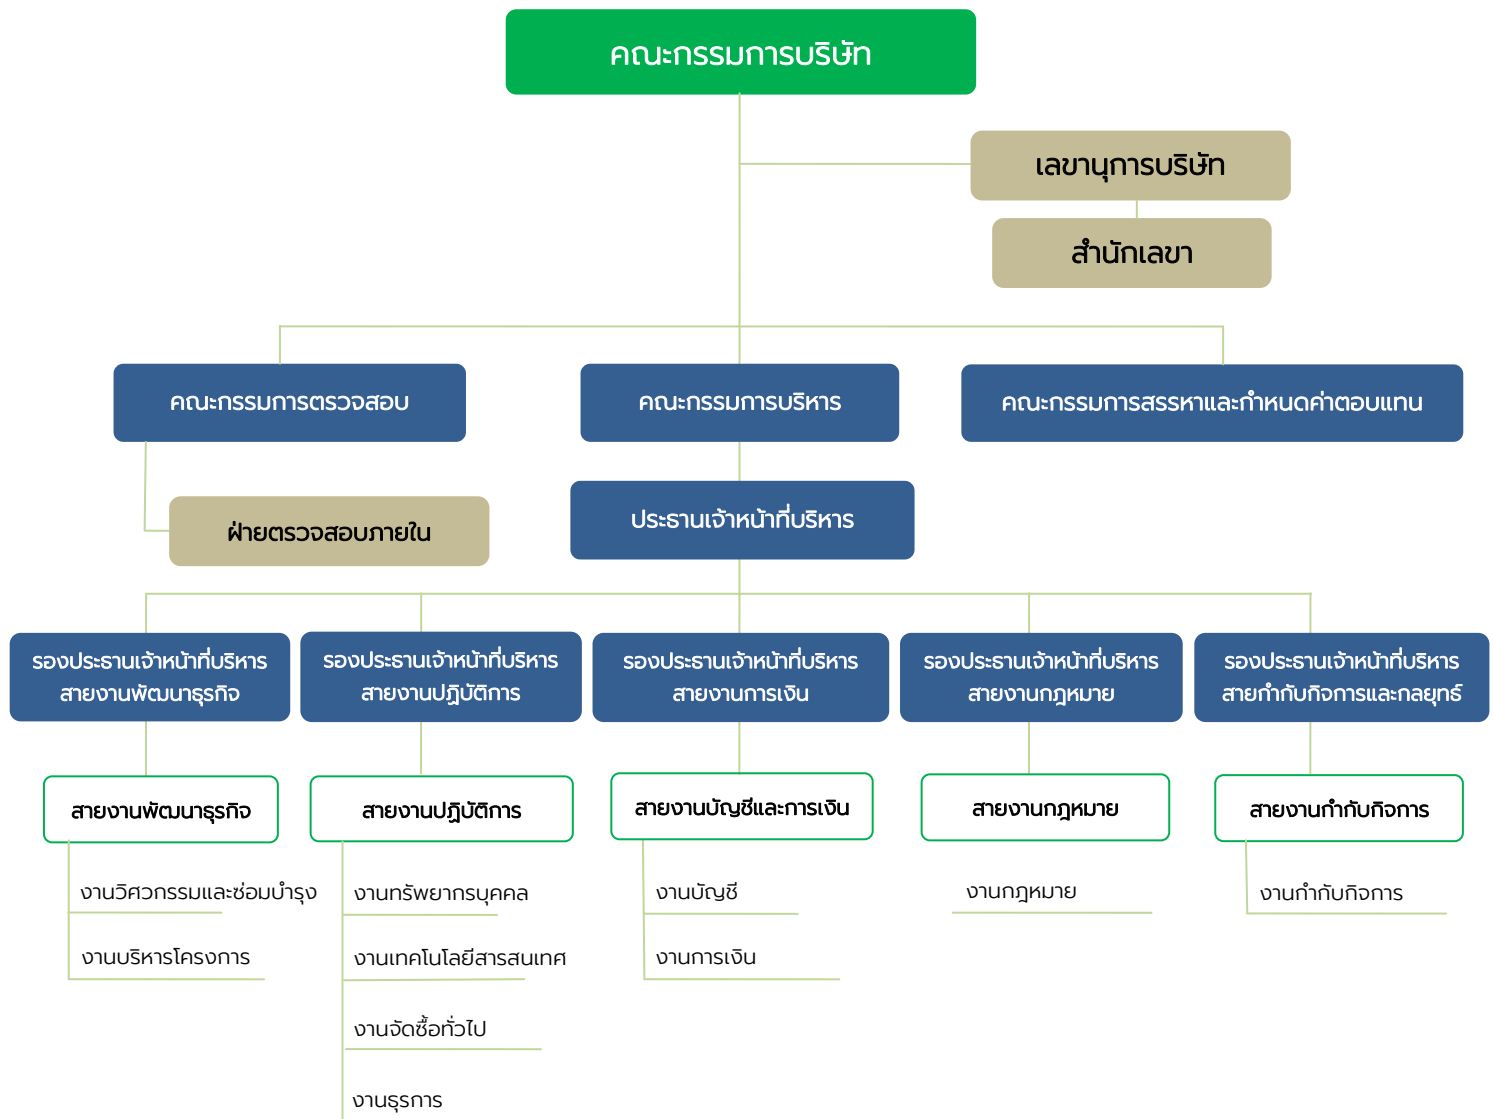 คณะกรรมการบริษัท
เลขานุการบริษัท
สำนักเลขา
คณะกรรมการตรวจสอบ
คณะกรรมการบริหาร
คณะกรรมการสรรหาและกำหนดค่าตอบแทน
ฝ่ายตรวจสอบภายใน
ประธานเจ้าหน้าที่บริหาร
รองประธานเจ้าหน้าที่บริหาร
สายงานพัฒนาธุรกิจ
รองประธานเจ้าหน้าที่บริหาร
สายงานปฏิบัติการ
รองประธานเจ้าหน้าที่บริหาร
สายงานการเงิน
รองประธานเจ้าหน้าที่บริหาร
สายงานกฎหมาย
รองประธานเจ้าหน้าที่บริหาร
สายกำกับกิจการและกลยุทธ์
สายงานพัฒนาธุรกิจ
สายงานปฏิบัติการ
สายงานบัญชีและการเงิน
สายงานกฎหมาย
สายงานกำกับกิจการ
งานวิศวกรรมและซ่อมบำรุง
งานบริหารโครงการ
งานทรัพยากรบุคคล
งานเทคโนโลยีสารสนเทศ
งานจัดซื้อทั่วไป
งานธุรการ
งานบัญชี
งานการเงิน
งานกฎหมาย
งานกำกับกิจการ